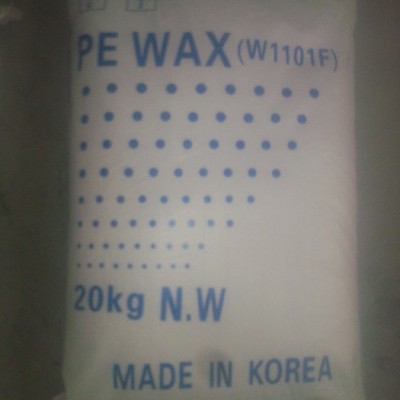 PE WAX (W1101F)
20kg N.W
MADE IN KOREA